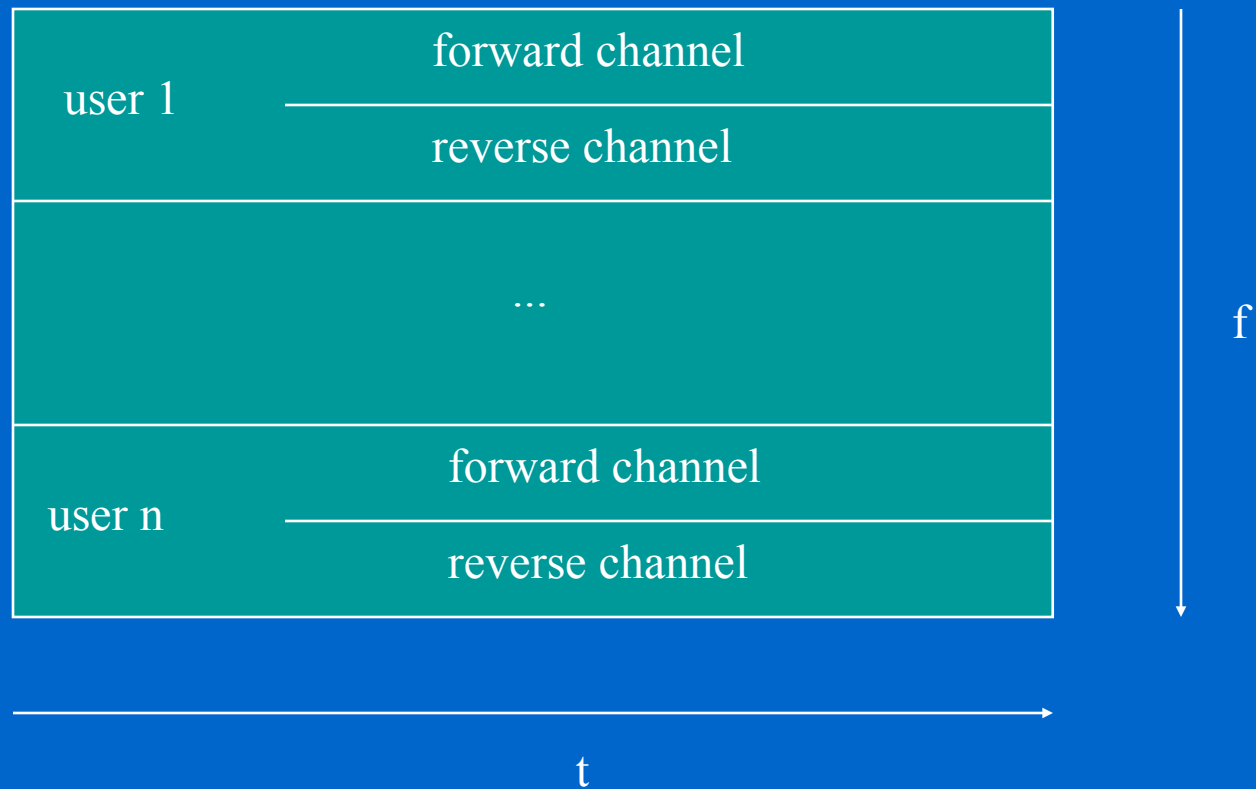 forward channel
user 1
reverse channel
...
f
forward channel
user n
reverse channel
t